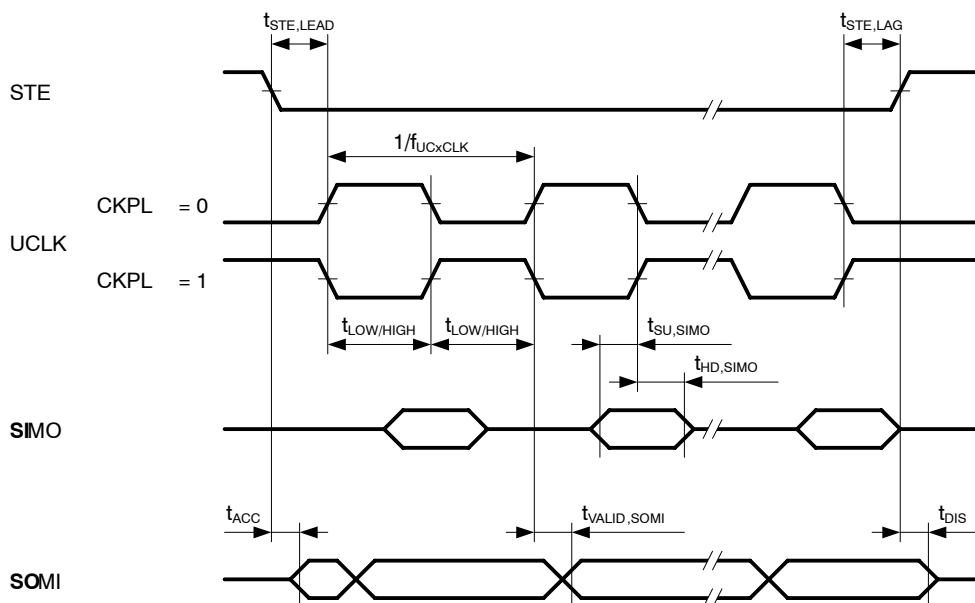 tSTE,LEAD
tSTE,LAG
STE
1/fUCxCLK
CKPL = 0
UCLK
CKPL = 1
tLOW/HIGH tLOW/HIGH
tSU,SIMO
tHD,SIMO
SIMO
tACC
tVALID,SOMI
tDIS
SOMI